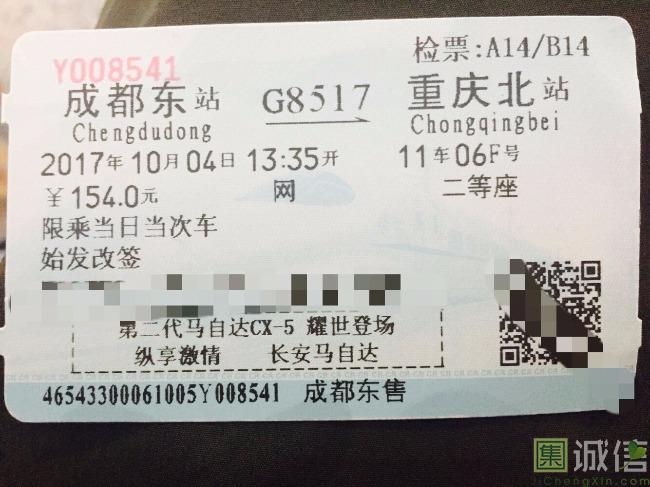 检票:A14/B14
Y008541
成都东站 G8517 重庆北站
Chengdudong Chongqingbei
2017年10月04日 13:35开 11车06F号
￥154.0元 网 二等座
限乘当日当次车
始发改签
第二代马自达CX-5 耀世登场
纵享激情 长安马自达
46543300061005Y008541 成都东售
集 诚信
JiChengXin.com